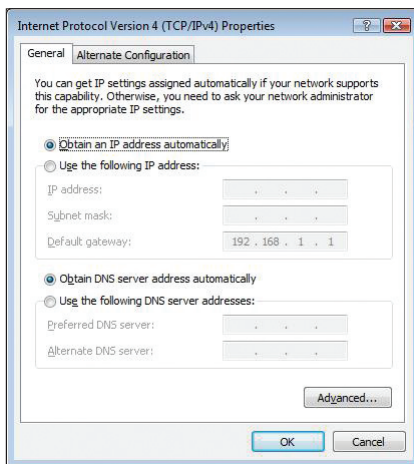 Internet Protocol Version 4 (TCP/IPv4) Properties
General
Alternate Configuration
You can get IP settings assigned automatically if your network supports
this capability. Otherwise, you need to ask your network administrator
for the appropriate IP settings.
Obtain an IP address automatically
Use the following IP address:
IP address:
. . .
Subnet mask:
. . .
Default gateway:
192 . 168 . 1 . 1
Obtain DNS server address automatically
Use the following DNS server addresses:
Preferred DNS server:
. . .
Alternate DNS server:
. . .
Advanced...
OK
Cancel